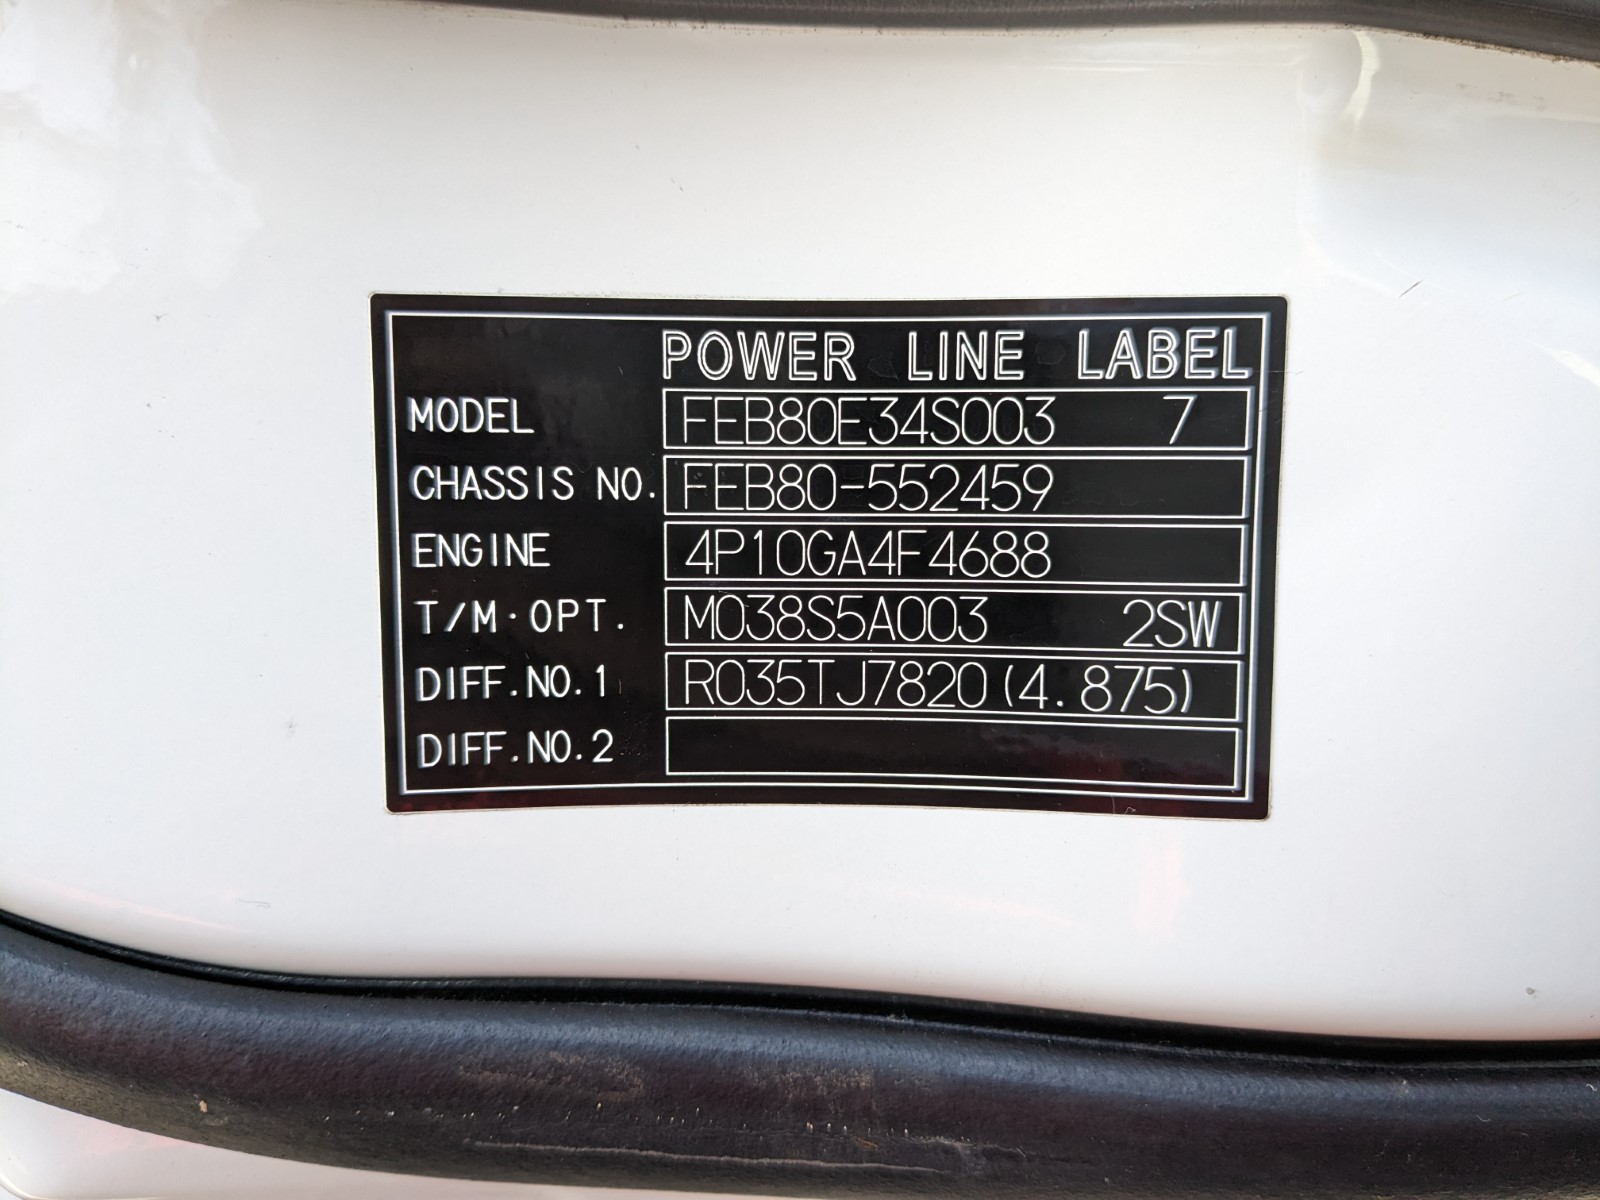 POWER LINE LABEL
MODEL FEB80E34S003 7
CHASSIS NO. FEB80-552459
ENGINE 4P10GA4F4688
T/M·OPT. M038S5A003 2SW
DIFF.NO.1 R035TJ7820(4.875)
DIFF.NO.2